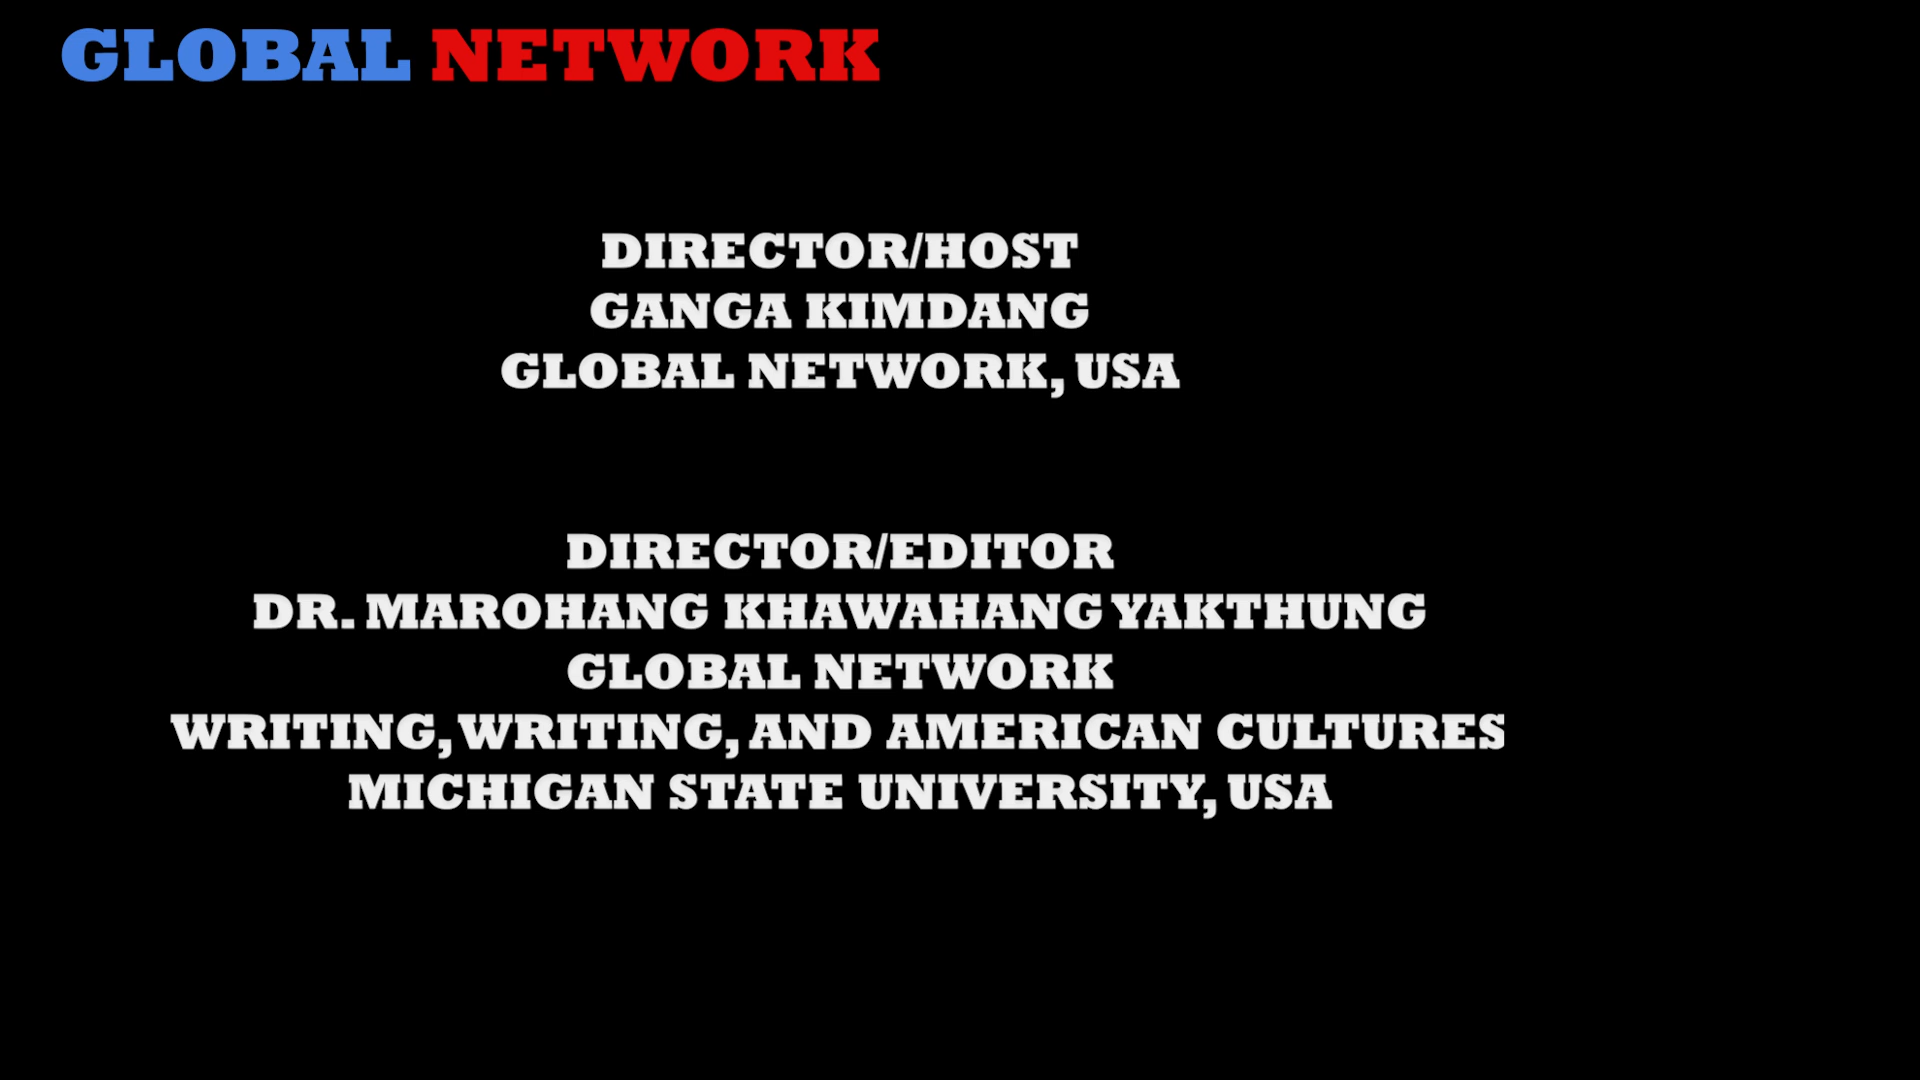 GLOBAL NETWORK
DIRECTOR/HOST
GANGA KIMDANG
GLOBAL NETWORK, USA
DIRECTOR/EDITOR
DR. MAROHANG KHAWAHANG YAKTHUNG
GLOBAL NETWORK
WRITING, WRITING, AND AMERICAN CULTURES
MICHIGAN STATE UNIVERSITY, USA